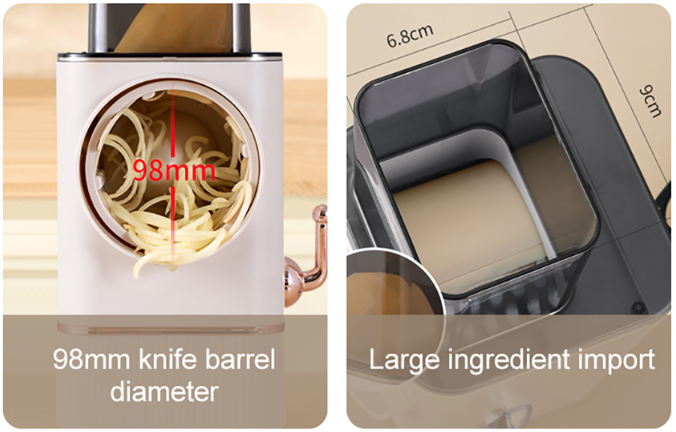 98mm
98mm knife barrel
diameter
6.8cm
9cm
Large ingredient import